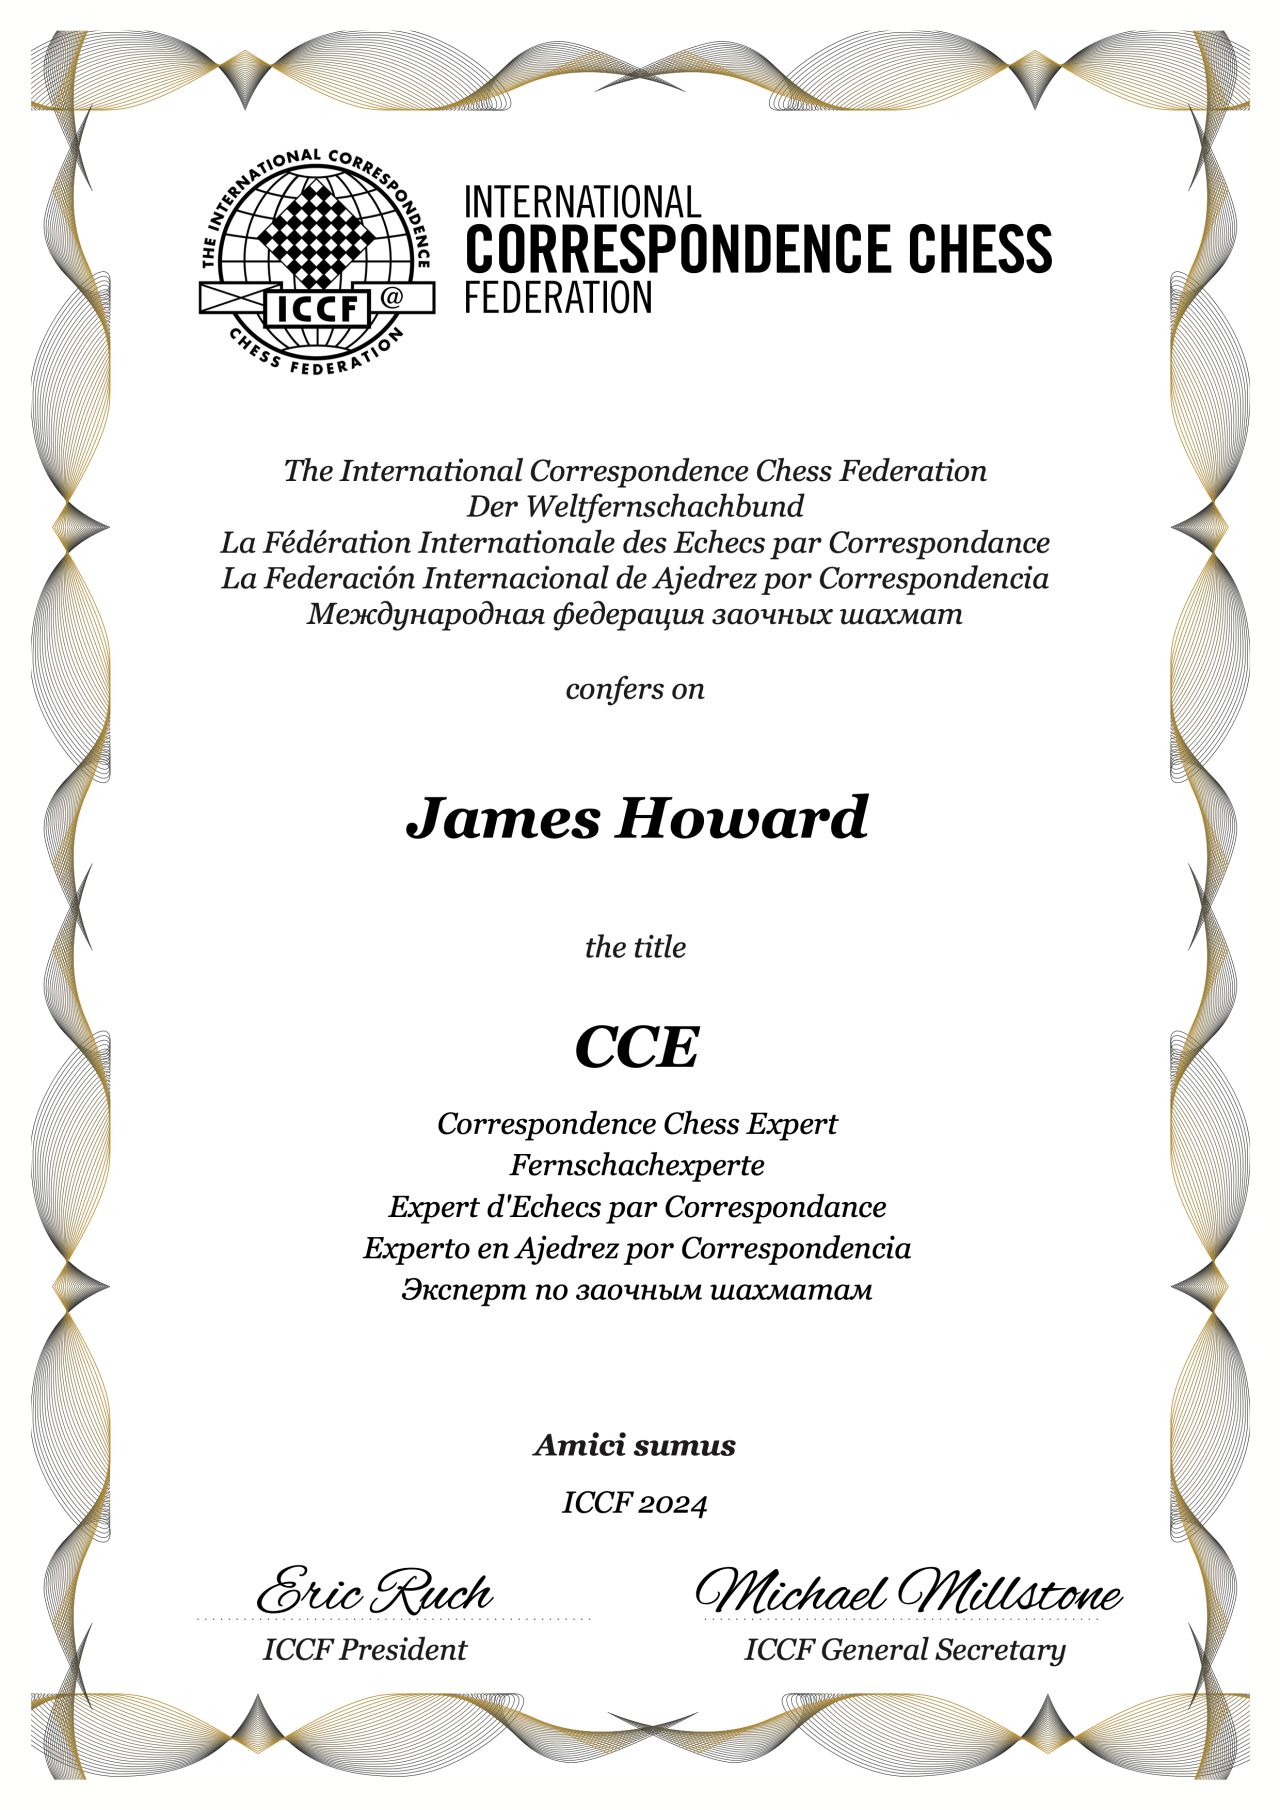 THE INTERNATIONAL CORRESPONDENCE
ICCF @
CHESS FEDERATION
INTERNATIONAL
CORRESPONDENCE CHESS
FEDERATION
The International Correspondence Chess Federation
Der Weltfernschachbund
La Fédération Internationale des Echecs par Correspondance
La Federación Internacional de Ajedrez por Correspondencia
Международная федерация заочных шахмат
confers on
James Howard
the title
CCE
Correspondence Chess Expert
Fernschachexperte
Expert d'Echecs par Correspondance
Experto en Ajedrez por Correspondencia
Эксперт по заочным шахматам
Amici sumus
ICCF 2024
Eric Ruch
ICCF President
Michael Millstone
ICCF General Secretary